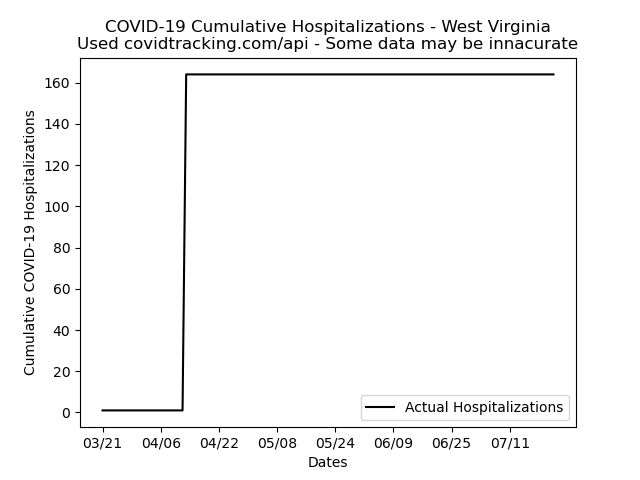 COVID-19 Cumulative Hospitalizations - West Virginia
Used covidtracking.com/api - Some data may be innacurate
Cumulative COVID-19 Hospitalizations
160
140
120
100
80
60
40
20
0
Actual Hospitalizations
03/21 04/06 04/22 05/08 05/24 06/09 06/25 07/11
Dates